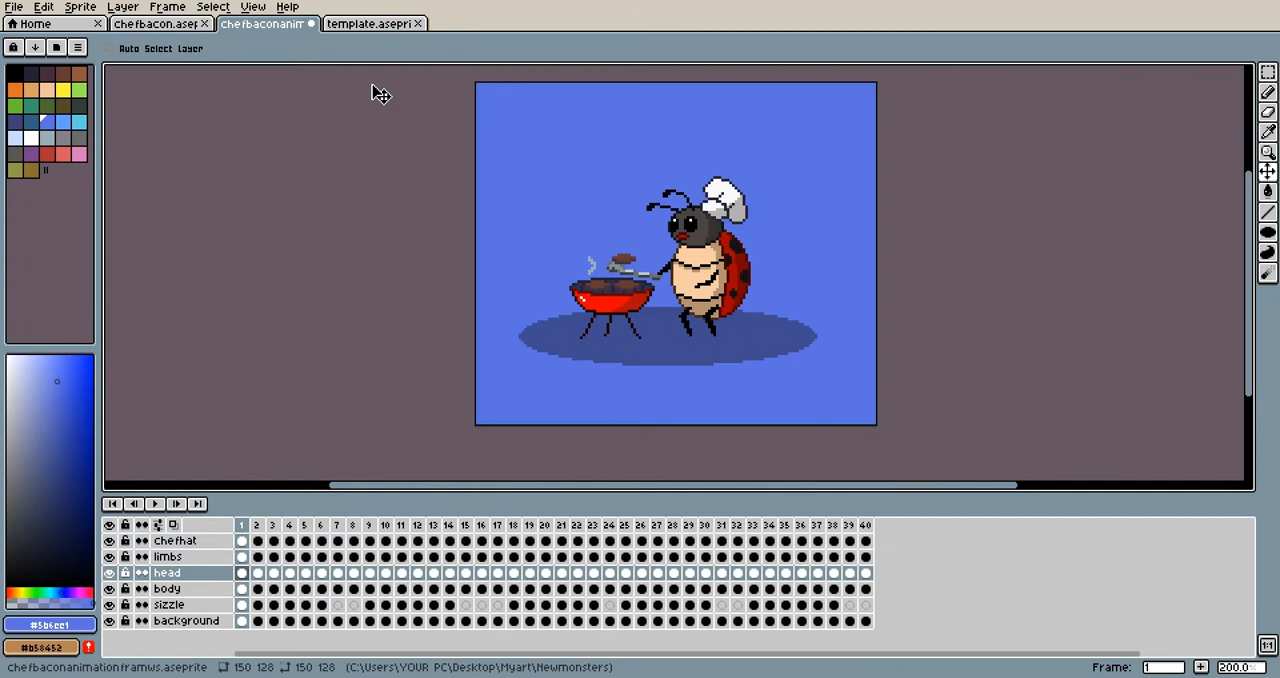 File Edit Sprite Layer Frame Select View Help
Home chefbacon.asep chefbaconanim template.asepri
Auto Select Layer
1 2 3 4 5 6 7 8 9 10 11 12 13 14 15 16 17 18 19 20 21 22 23 24 25 26 27 28 29 30 31 32 33 34 35 36 37 38 39 40
chefhat
limbs
head
body
sizzle
background
#5b6ee1
#b58452
1:1
chefbaconanimationframws.aseprite 150 128 150 128 (C:\Users\YOUR PC\Desktop\Myart\Newmonsters) Frame: 1 200.0